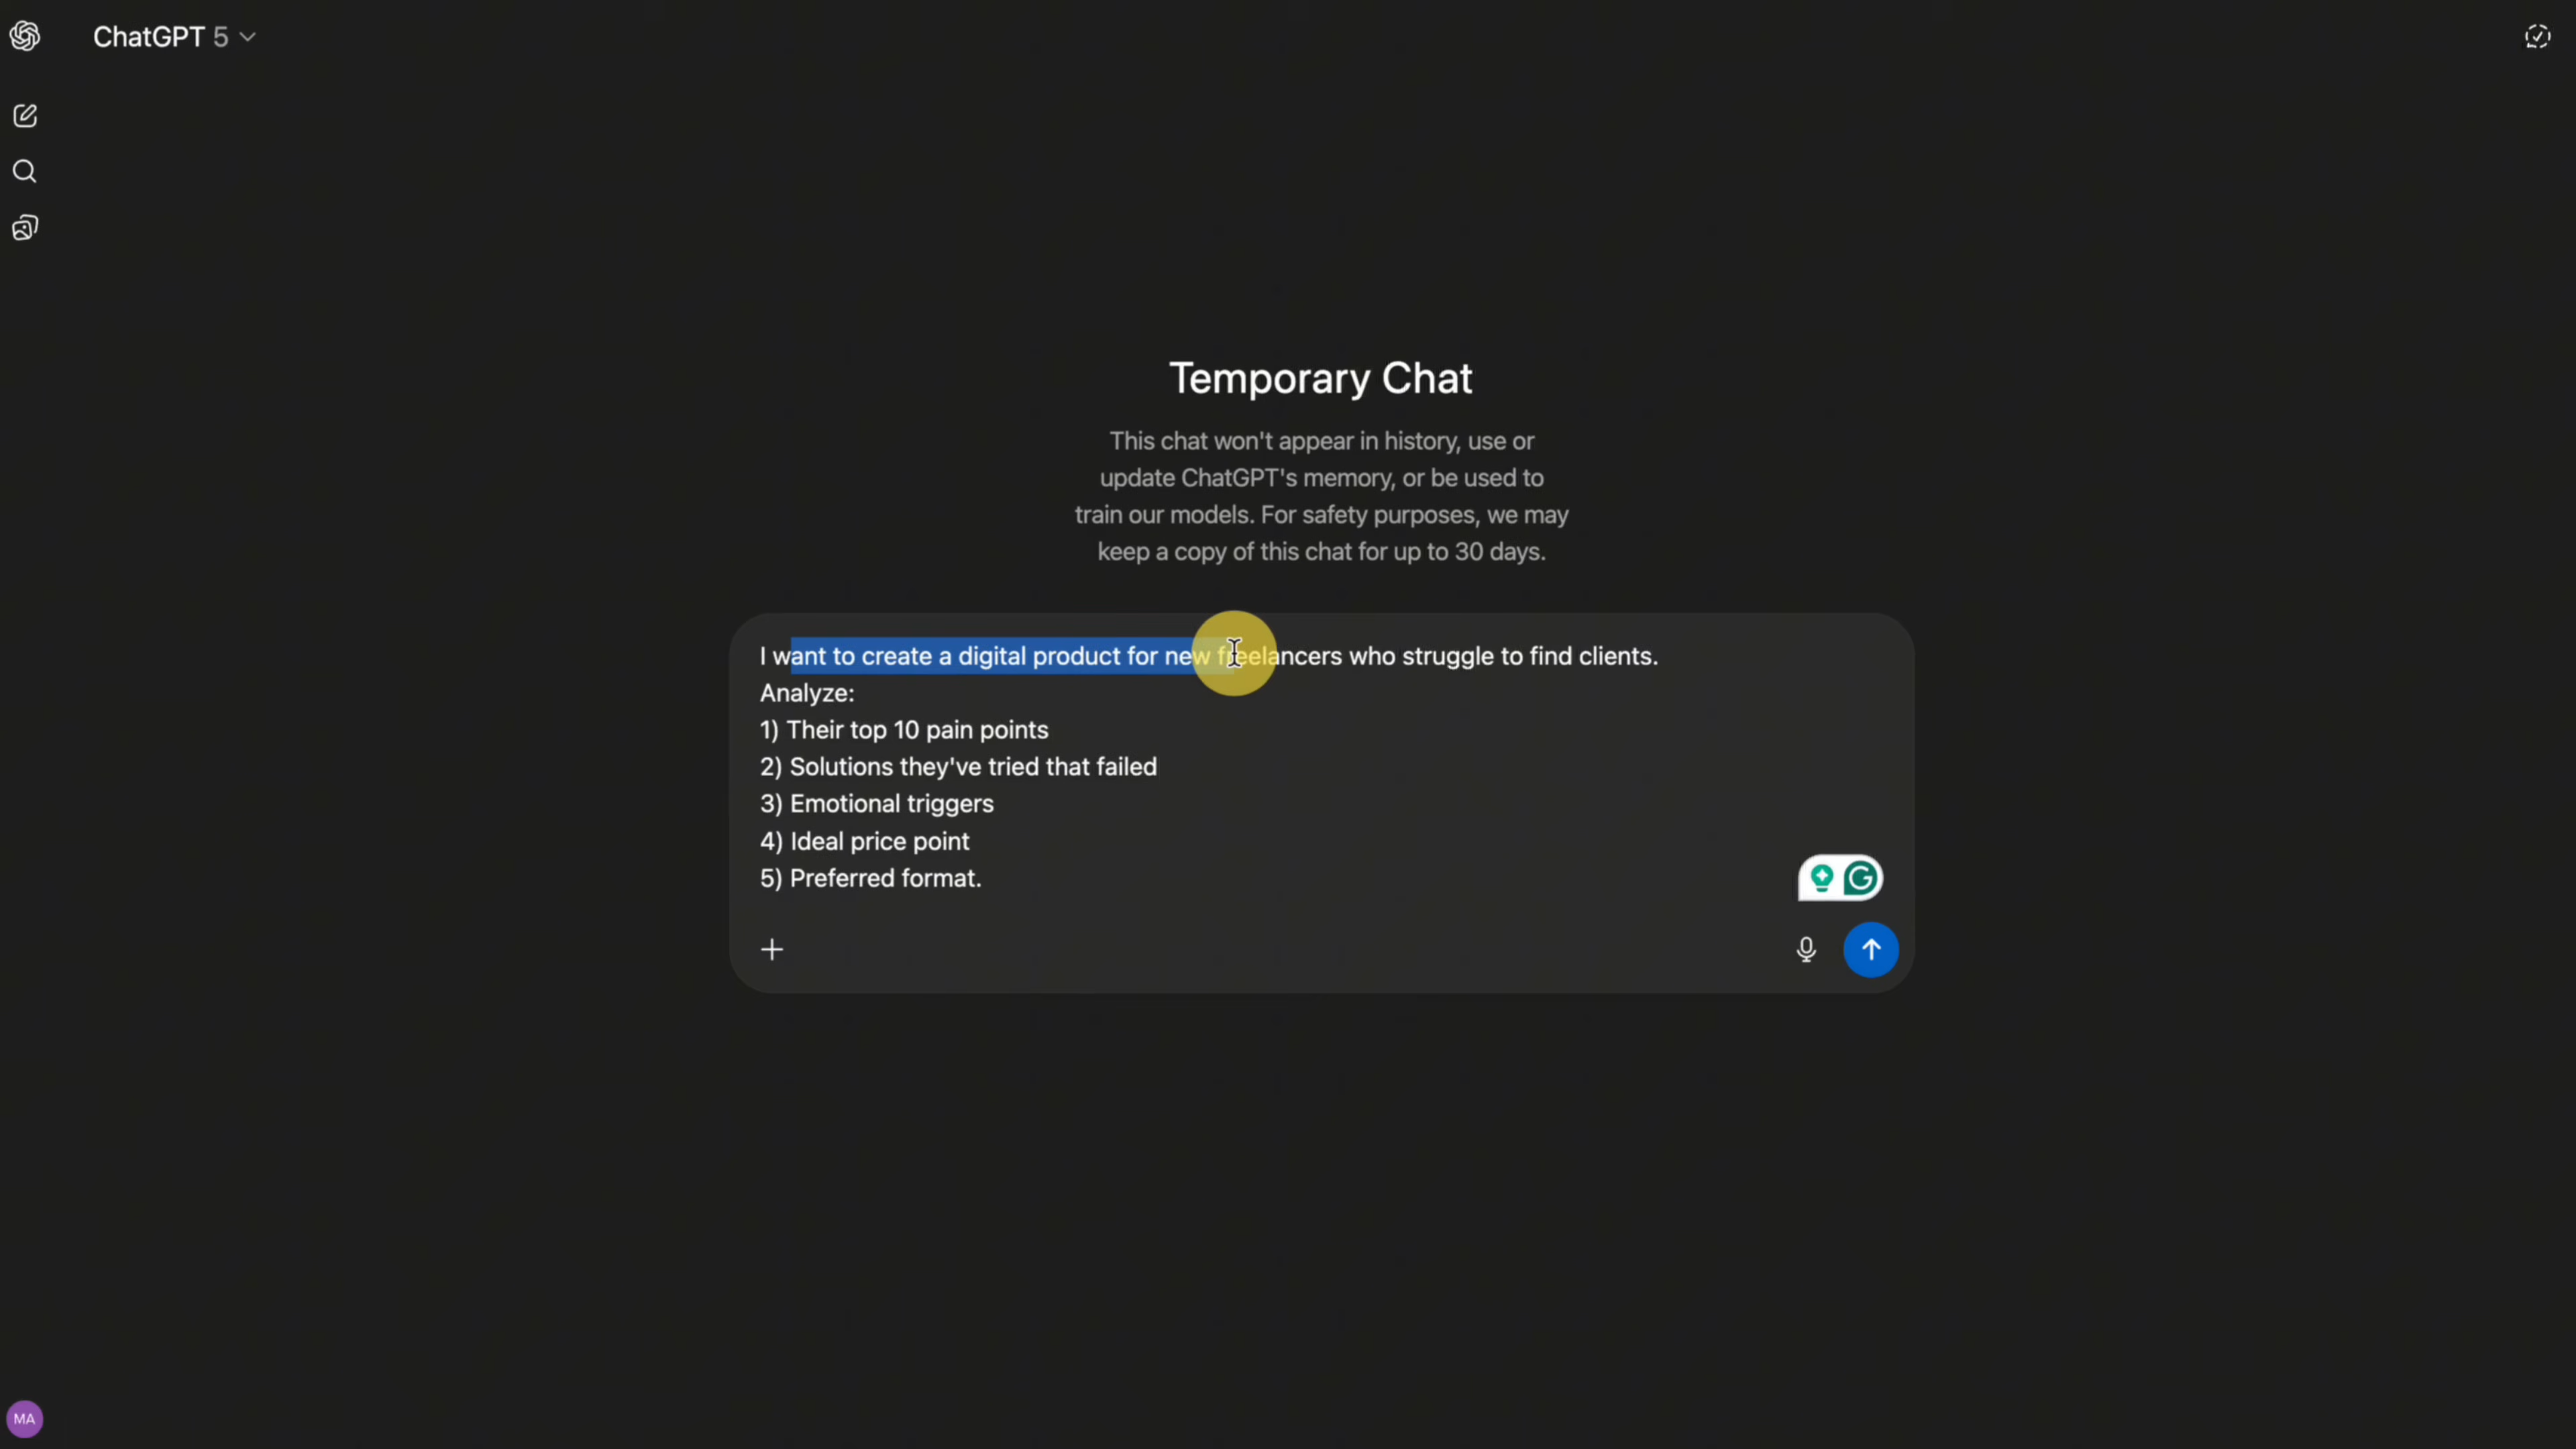 ChatGPT 5
Temporary Chat
This chat won't appear in history, use or
update ChatGPT's memory, or be used to
train our models. For safety purposes, we may
keep a copy of this chat for up to 30 days.
I want to create a digital product for new freelancers who struggle to find clients.
Analyze:
1) Their top 10 pain points
2) Solutions they've tried that failed
3) Emotional triggers
4) Ideal price point
5) Preferred format.
MA